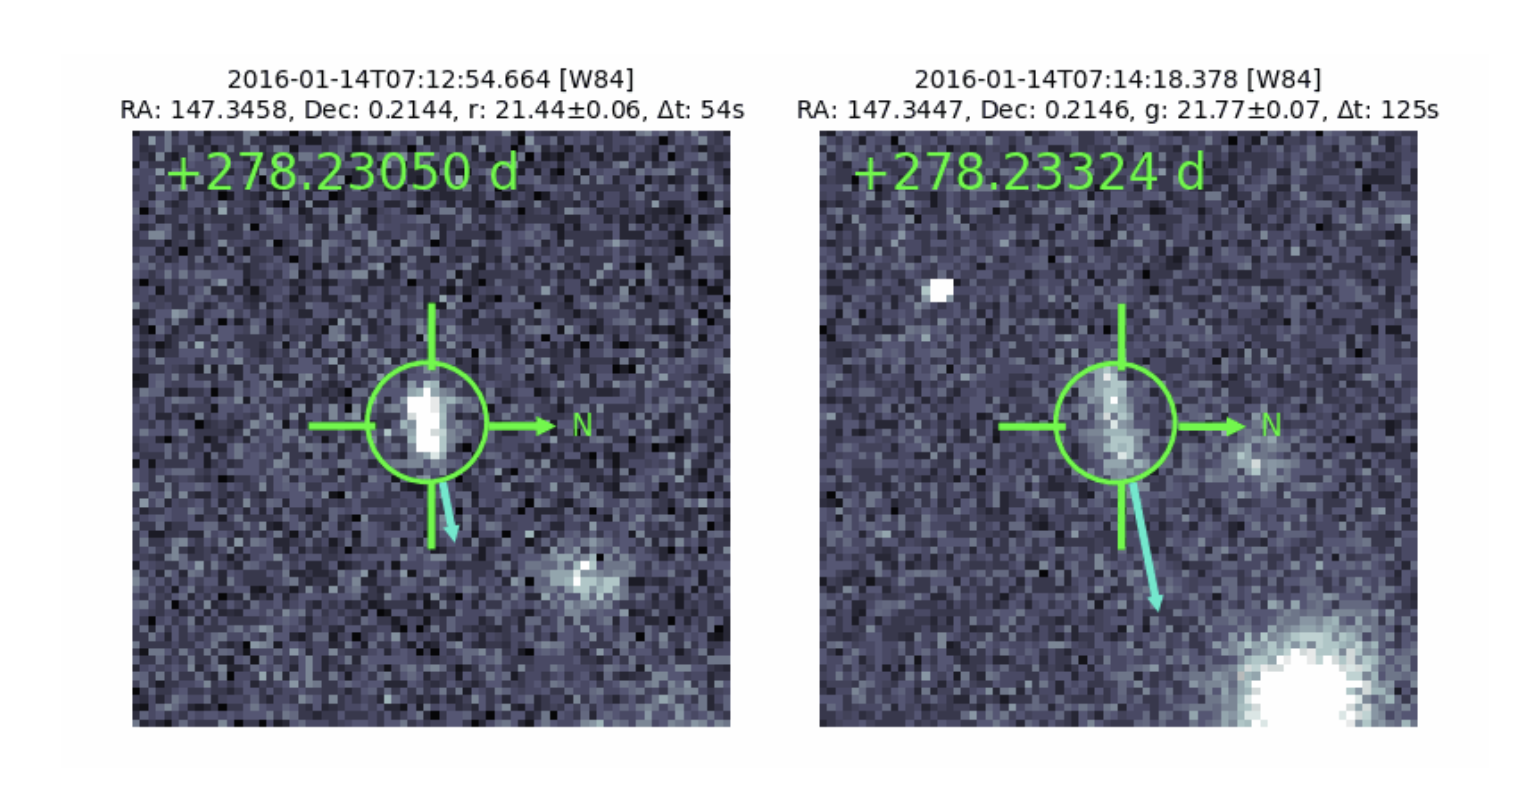 2016-01-14T07:12:54.664 [W84]
RA: 147.3458, Dec: 0.2144, r: 21.44±0.06, Δt: 54s
+278.23050 d
N
2016-01-14T07:14:18.378 [W84]
RA: 147.3447, Dec: 0.2146, g: 21.77±0.07, Δt: 125s
+278.23324 d
N